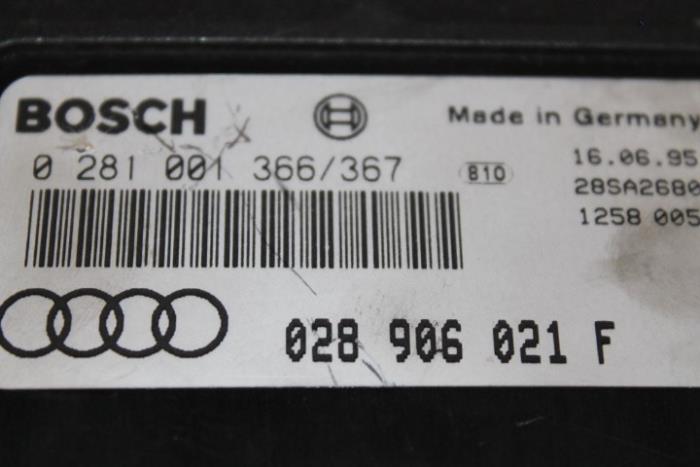 BOSCH
Made in Germany
0 281 001 366/367
810
16.06.95
28SA2680
1258 005
028 906 021 F